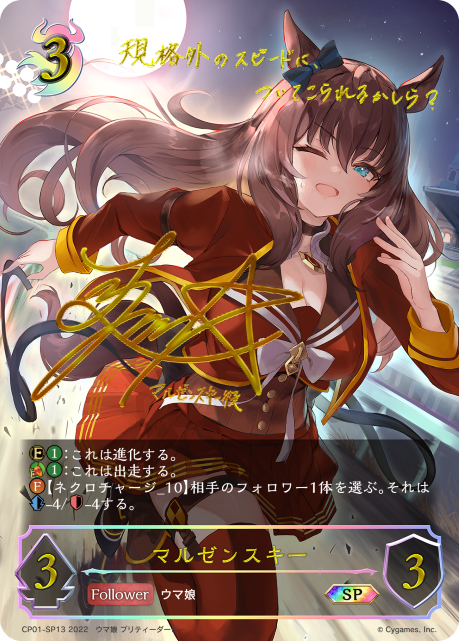 3
規格外のスピードに、
ついてこられるかしら?
マルゼンスキー役
E 1:これは進化する。
1:これは出走する。
F【ネクロチャージ_10】相手のフォロワー1体を選ぶ。それは
-4/-4する。
マルゼンスキー
3
Follower ウマ娘
SP
3
CP01-SP13 2022 ウマ娘 プリティーダービー
© Cygames, Inc.